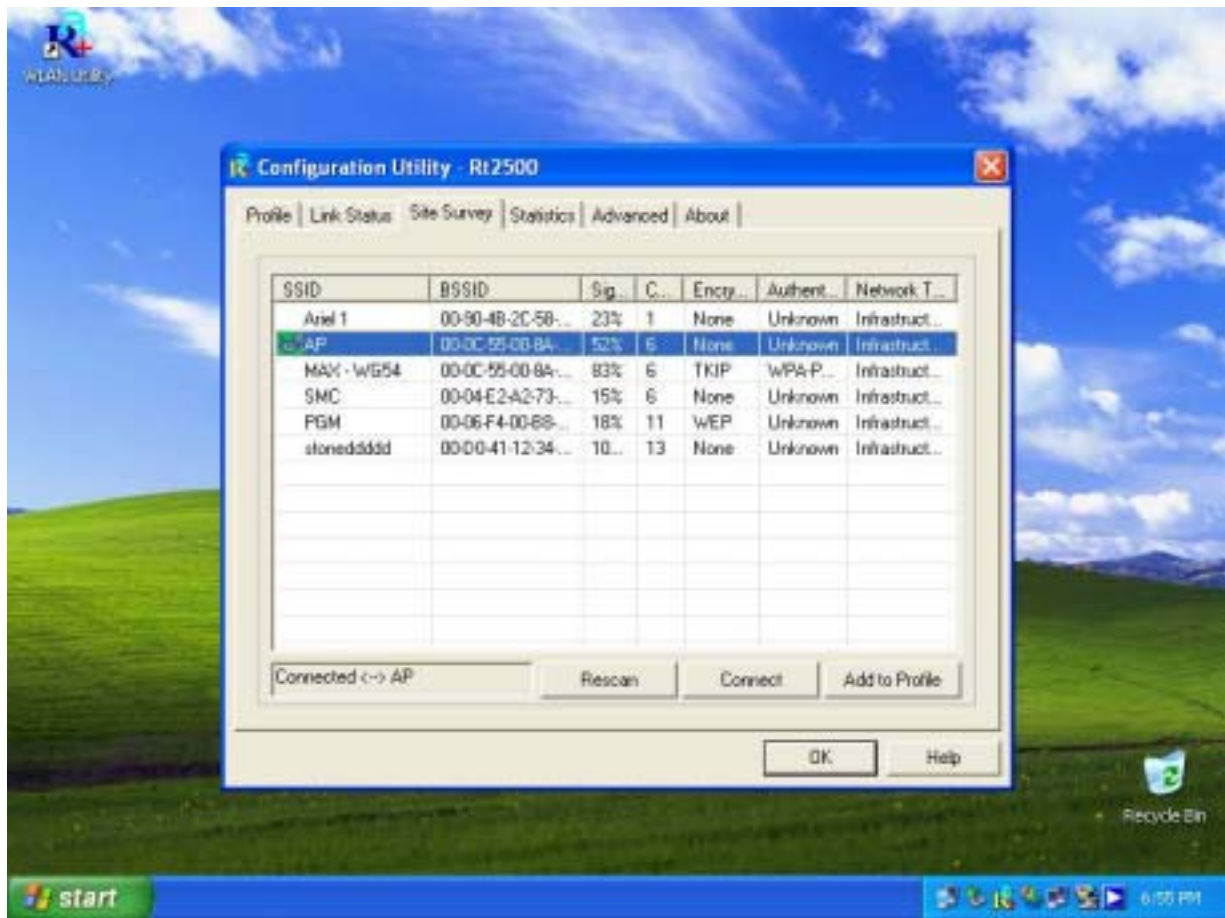 WLAN Utility
Configuration Utility - Rt2500
Profile Link Status Site Survey Statistics Advanced About
SSID BSSID Sig... C... Encry... Authent... Network T...
Ariel 1 00-90-4B-2C-58-... 23% 1 None Unknown Infrastruct...
AP 00-0C-55-00-8A-... 52% 6 None Unknown Infrastruct...
MAX - WG54 00-0C-55-00-8A-... 83% 6 TKIP WPA-P... Infrastruct...
SMC 00-04-E2-A2-73-... 15% 6 None Unknown Infrastruct...
PGM 00-06-F4-00-B8-... 18% 11 WEP Unknown Infrastruct...
stoneddddd 00-D0-41-12-34-... 10... 13 None Unknown Infrastruct...
Connected <--> AP Rescan Connect Add to Profile
OK Help
Recycle Bin
start 6:55 PM